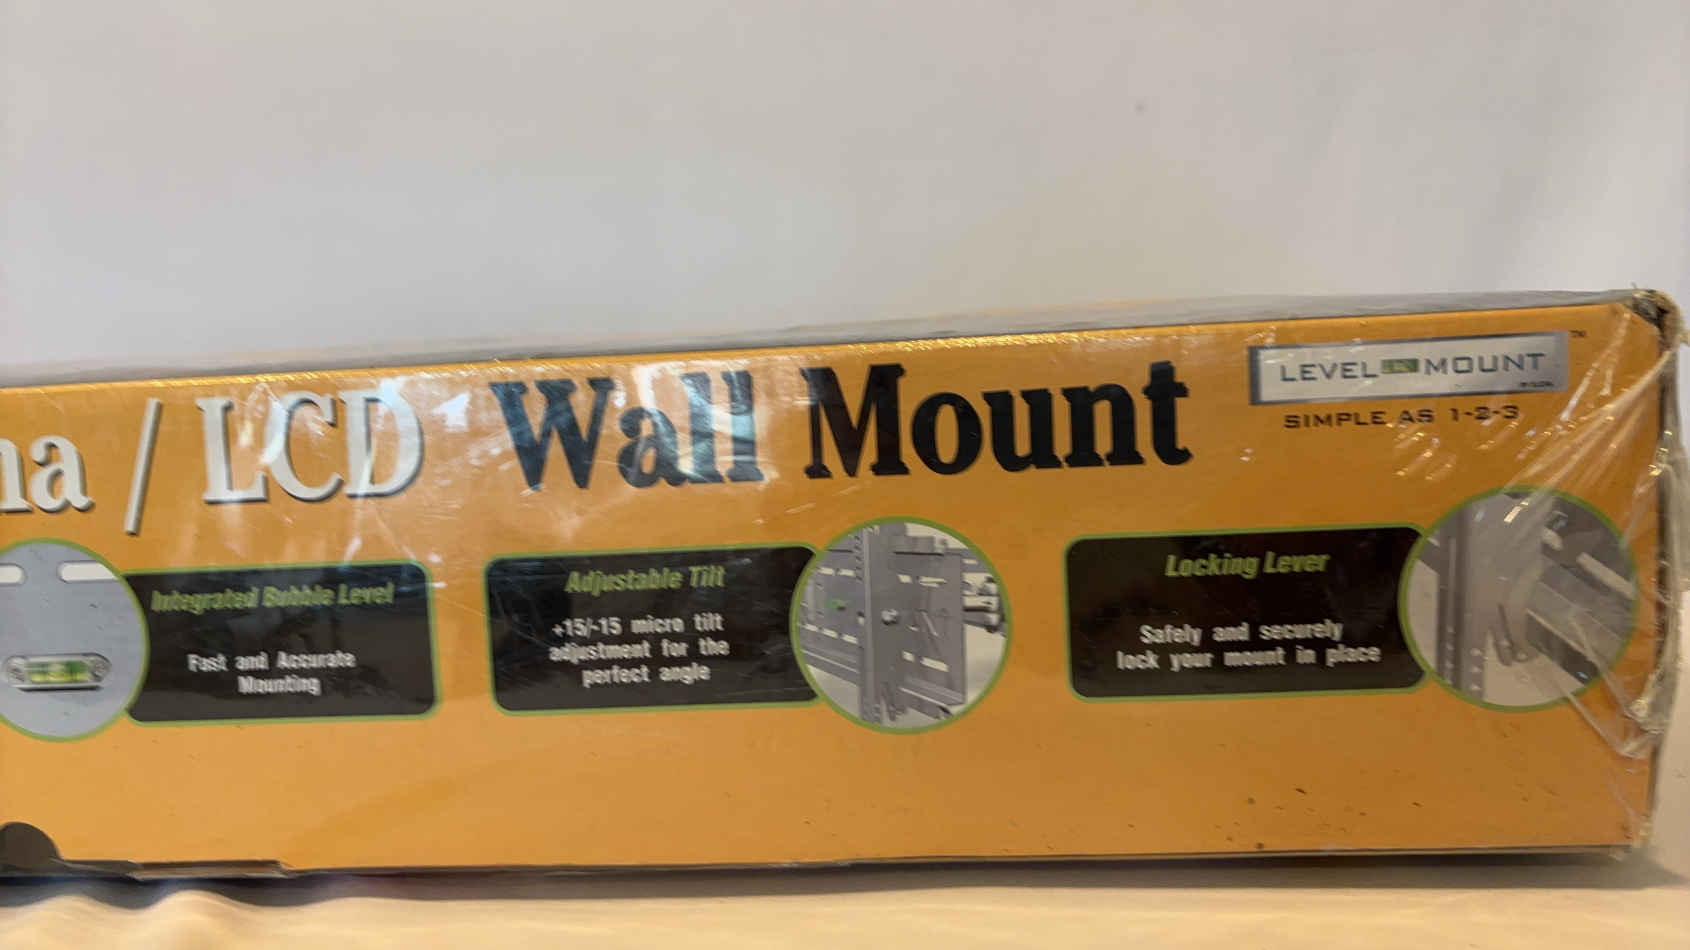 na / LCD Wall Mount
LEVEL MOUNT
™
SIMPLE AS 1-2-3
Integrated Bubble Level
Fast and Accurate
Mounting
Adjustable Tilt
+15/-15 micro tilt
adjustment for the
perfect angle
Locking Lever
Safely and securely
lock your mount in place